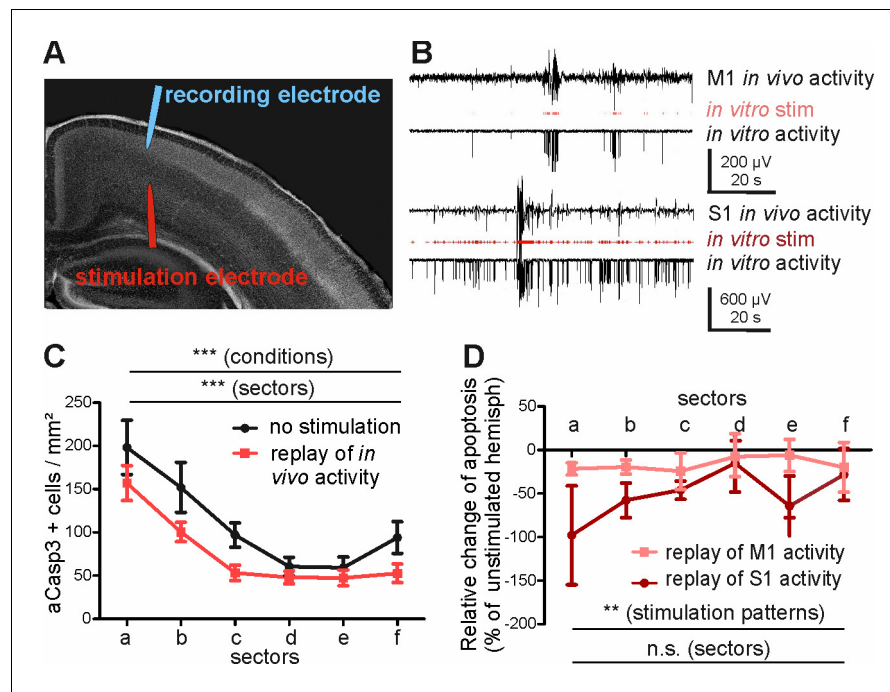 A
recording electrode
stimulation electrode
B
M1 in vivo activity
in vitro stim
in vitro activity
200 µV
20 s
S1 in vivo activity
in vitro stim
in vitro activity
600 µV
20 s
C
*** (conditions)
*** (sectors)
aCasp3 + cells / mm²
250
200
150
100
50
0
no stimulation
replay of in
vivo activity
a b c d e f
sectors
D
Relative change of apoptosis
(% of unstimulated hemisph)
sectors
a b c d e f
50
0
-50
-100
-150
-200
replay of M1 activity
replay of S1 activity
** (stimulation patterns)
n.s. (sectors)